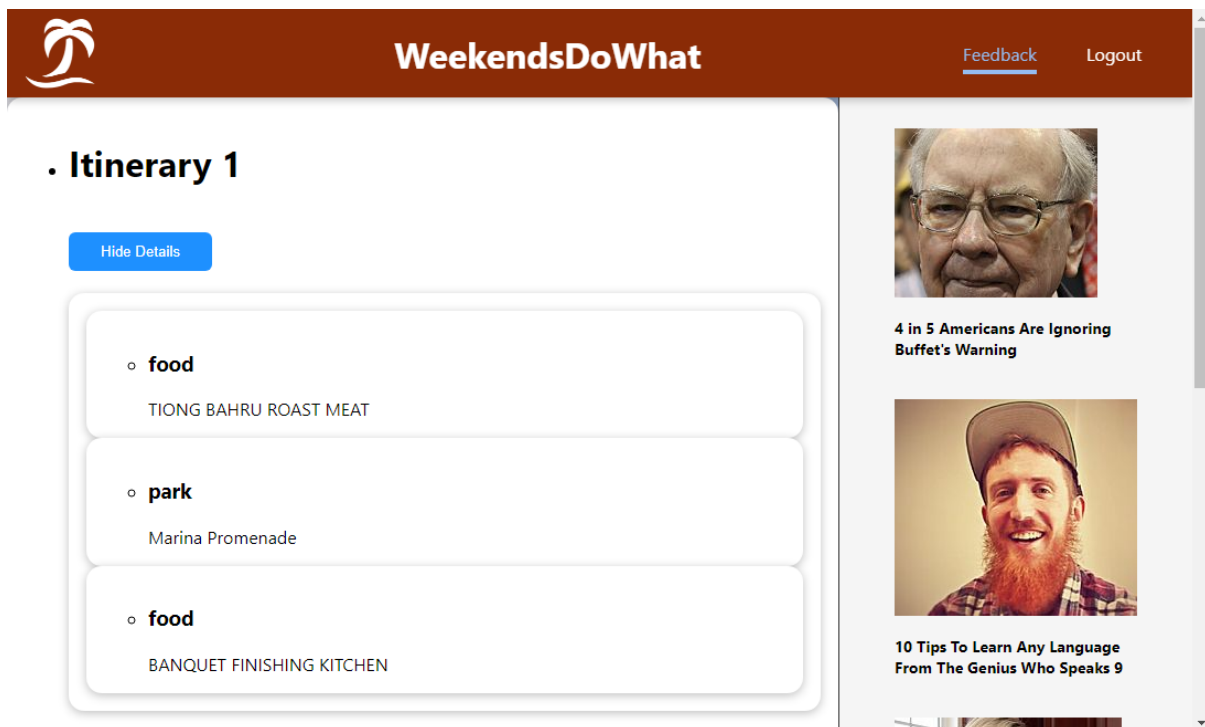 WeekendsDoWhat
Feedback
Logout
Itinerary 1
Hide Details
food
TIONG BAHRU ROAST MEAT
park
Marina Promenade
food
BANQUET FINISHING KITCHEN
4 in 5 Americans Are Ignoring
Buffet's Warning
10 Tips To Learn Any Language
From The Genius Who Speaks 9